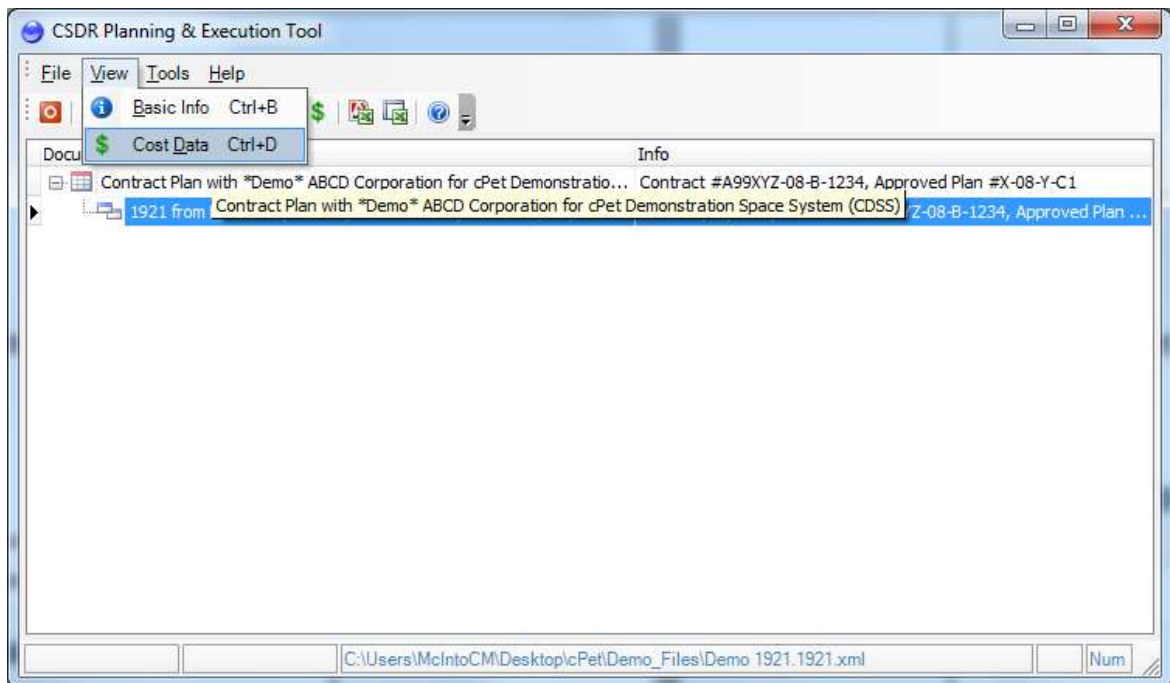 CSDR Planning & Execution Tool
File View Tools Help
Basic Info Ctrl+B
Cost Data Ctrl+D
Docu Info
Contract Plan with *Demo* ABCD Corporation for cPet Demonstratio... Contract #A99XYZ-08-B-1234, Approved Plan #X-08-Y-C1
1921 from Contract Plan with *Demo* ABCD Corporation for cPet Demonstration Space System (CDSS) Z-08-B-1234, Approved Plan ...
C:\Users\McIntoCM\Desktop\cPet\Demo_Files\Demo 1921.1921.xml Num